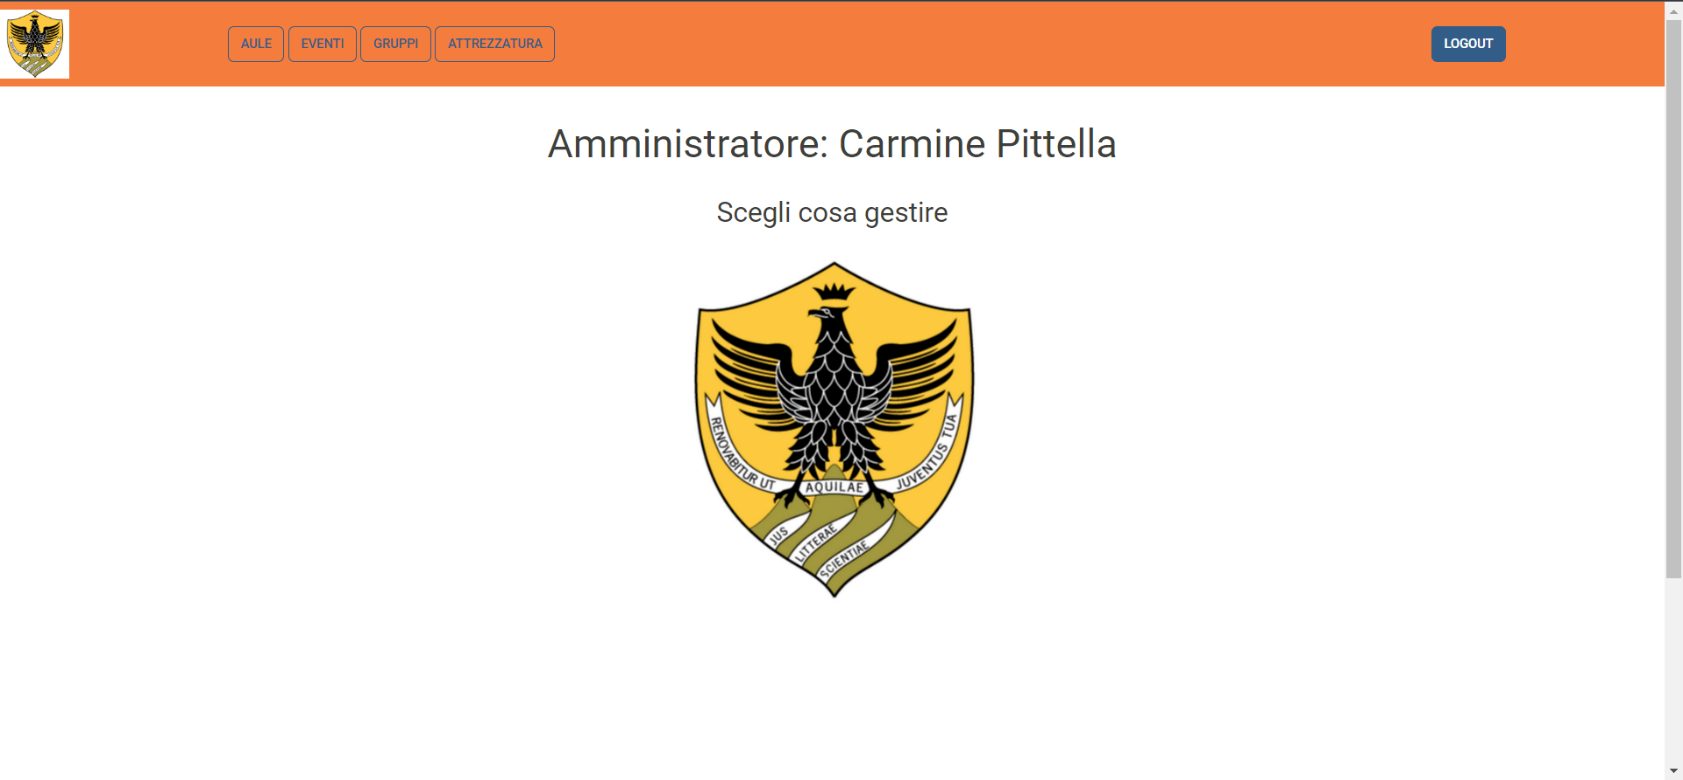 AULE EVENTI GRUPPI ATTREZZATURA LOGOUT
Amministratore: Carmine Pittella
Scegli cosa gestire
RENOVABITUR UT AQUILAE JUVENTUS TUA
JUS
LITTERAE
SCIENTIAE